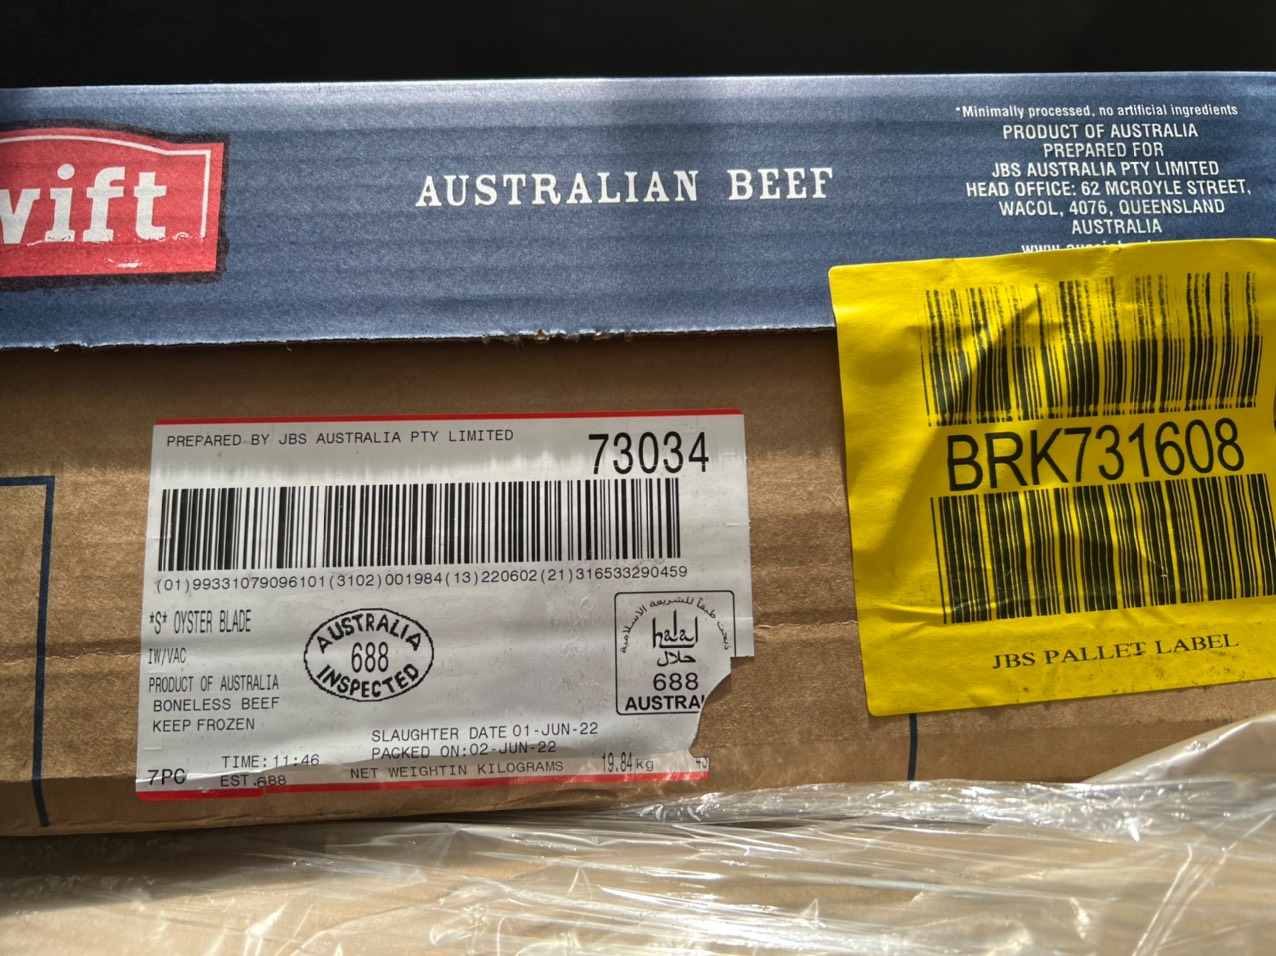 vift
AUSTRALIAN BEEF
*Minimally processed, no artificial ingredients
PRODUCT OF AUSTRALIA
PREPARED FOR
JBS AUSTRALIA PTY LIMITED
HEAD OFFICE: 62 MCROYLE STREET,
WACOL, 4076, QUEENSLAND
AUSTRALIA
BRK731608
JBS PALLET LABEL
PREPARED BY JBS AUSTRALIA PTY LIMITED
73034
(01)99331079096101(3102)001984(13)220602(21)316533290459
*S* OYSTER BLADE
IW/VAC
PRODUCT OF AUSTRALIA
BONELESS BEEF
KEEP FROZEN
AUSTRALIA
688
INSPECTED
ذبحت طبقاً للشريعة الاسلامية
halal
حلال
688
AUSTRAL
SLAUGHTER DATE 01-JUN-22
PACKED ON:02-JUN-22
TIME:11:46
7PC
EST.688
NET WEIGHTIN KILOGRAMS
19.84kg